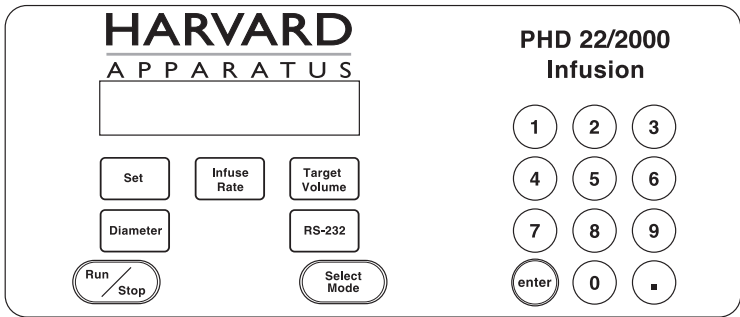 HARVARD
APPARATUS
PHD 22/2000
Infusion
Set
Infuse
Rate
Target
Volume
Diameter
RS-232
Run
Stop
Select
Mode
1 2 3
4 5 6
7 8 9
enter 0 .